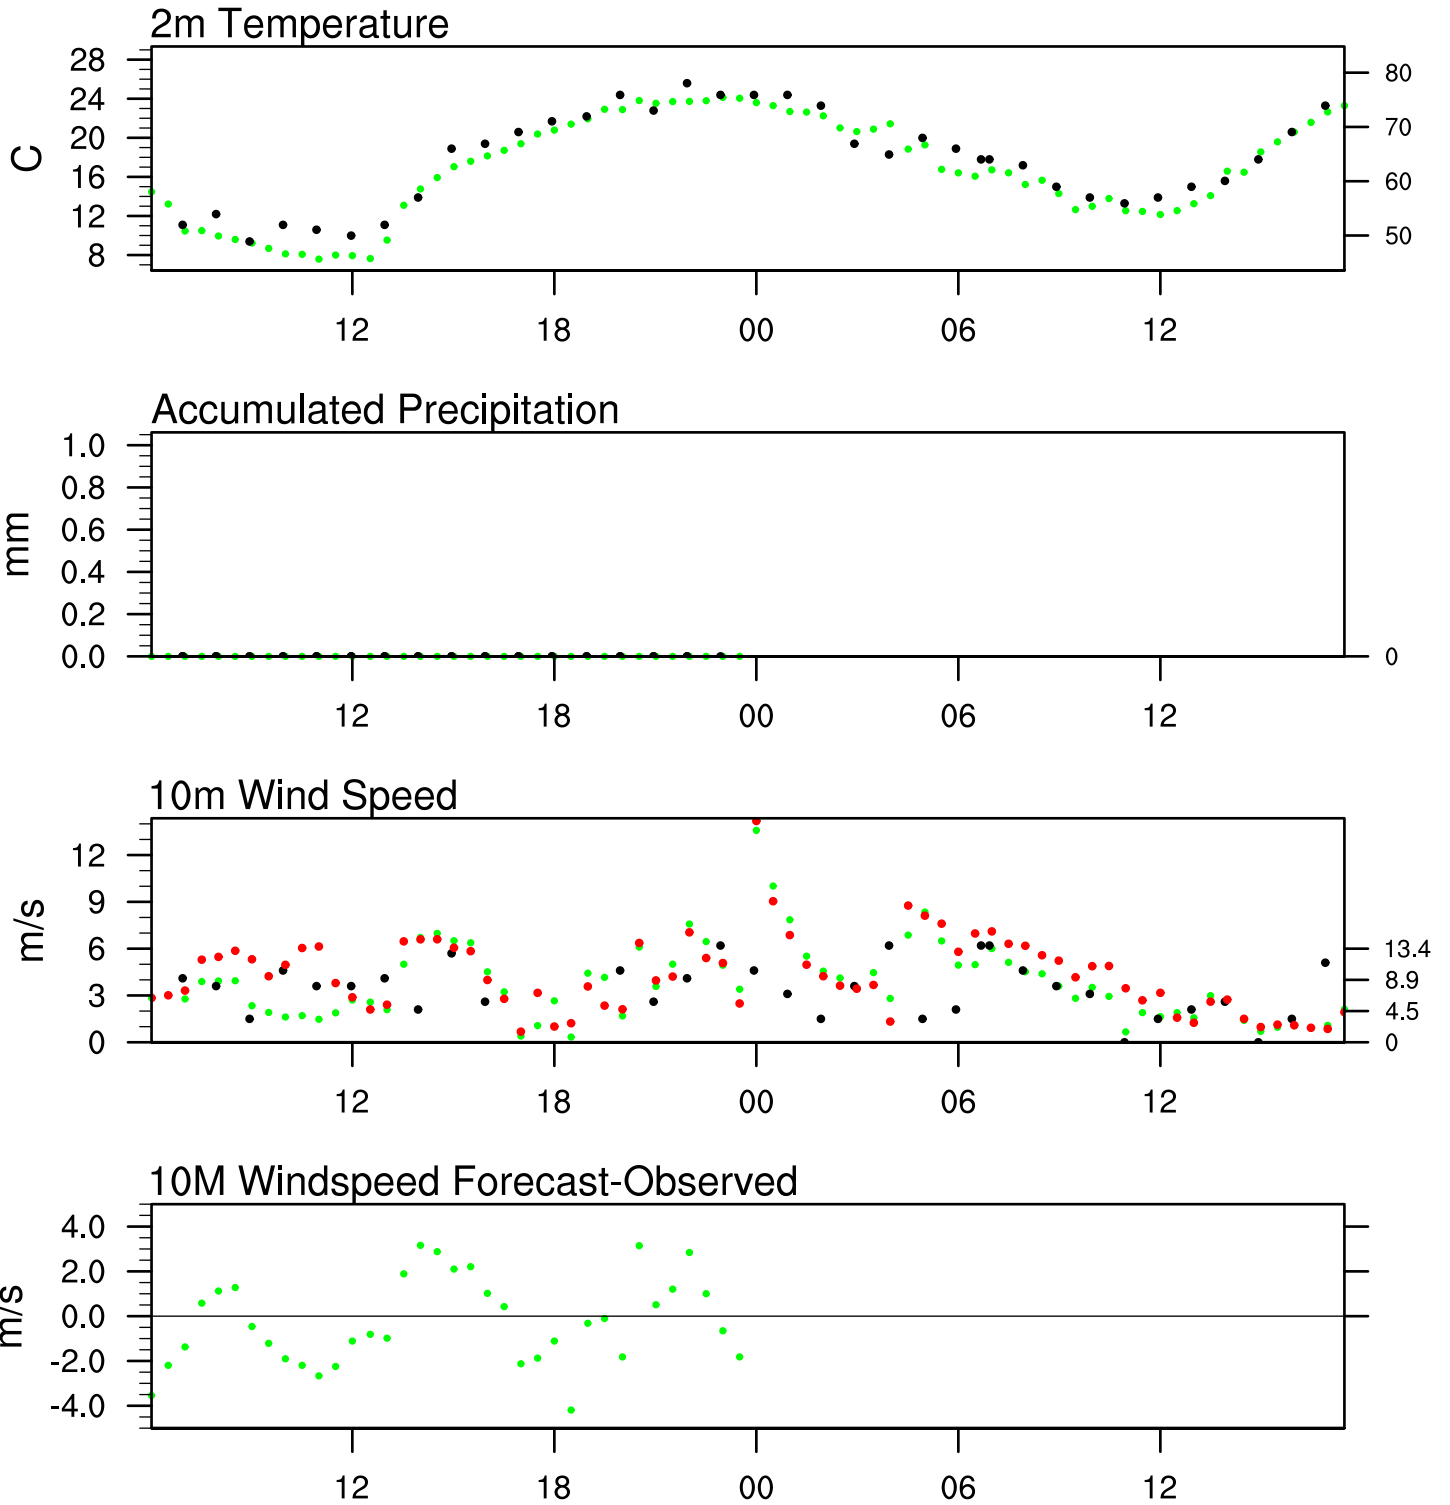 2m Temperature
28
24
20
16
12
8
C
80
70
60
50
12 18 00 06 12
Accumulated Precipitation
1.0
0.8
0.6
0.4
0.2
0.0
mm
0
12 18 00 06 12
10m Wind Speed
12
9
6
3
0
m/s
13.4
8.9
4.5
0
12 18 00 06 12
10M Windspeed Forecast-Observed
4.0
2.0
0.0
-2.0
-4.0
m/s
12 18 00 06 12